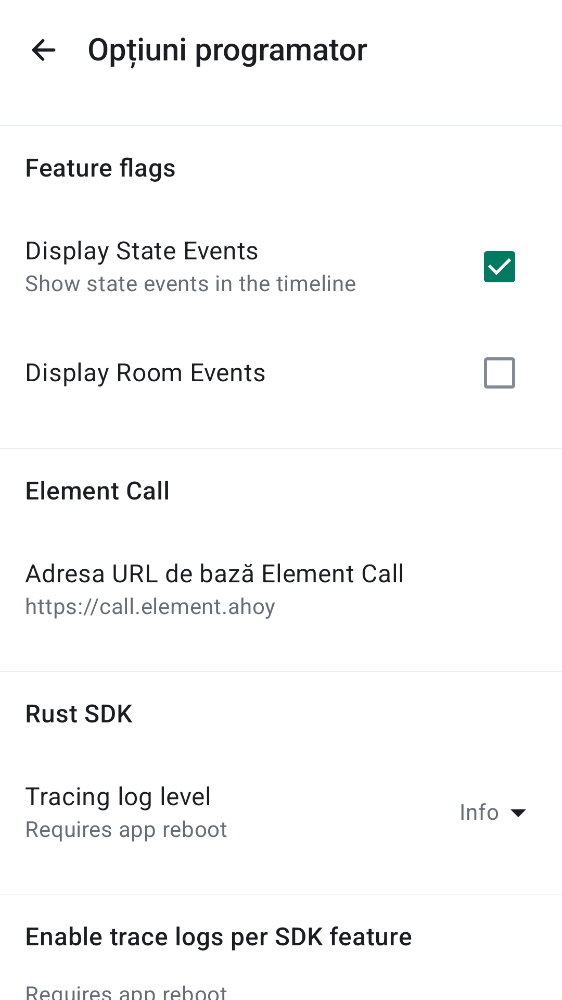 Opțiuni programator
Feature flags
Display State Events
Show state events in the timeline
Display Room Events
Element Call
Adresa URL de bază Element Call
https://call.element.ahoy
Rust SDK
Tracing log level
Requires app reboot
Info
Enable trace logs per SDK feature
Requires app reboot